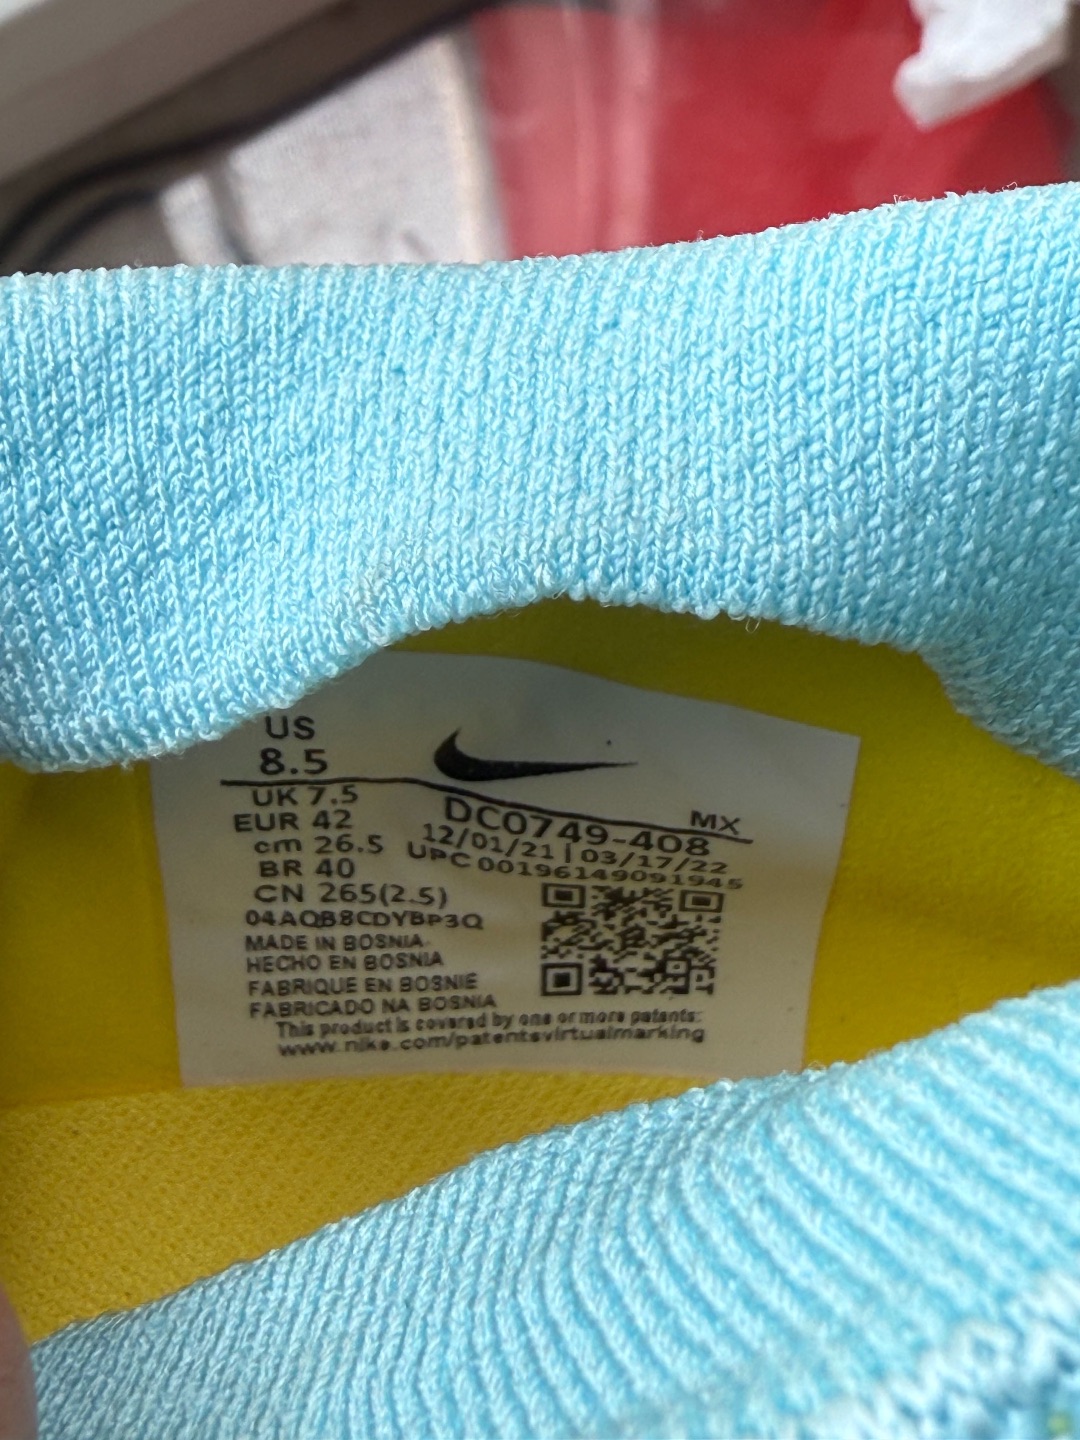 US
8.5
UK 7.5
EUR 42
cm 26.5
BR 40
CN 265(2.5)
04AQB8CDYBP3Q
MADE IN BOSNIA
HECHO EN BOSNIA
FABRIQUE EN BOSNIE
FABRICADO NA BOSNIA
MX
DC0749-408
12/01/21 | 03/17/22
UPC 00196149091945
This product is covered by one or more patents:
www.nike.com/patentsvirtualmarking